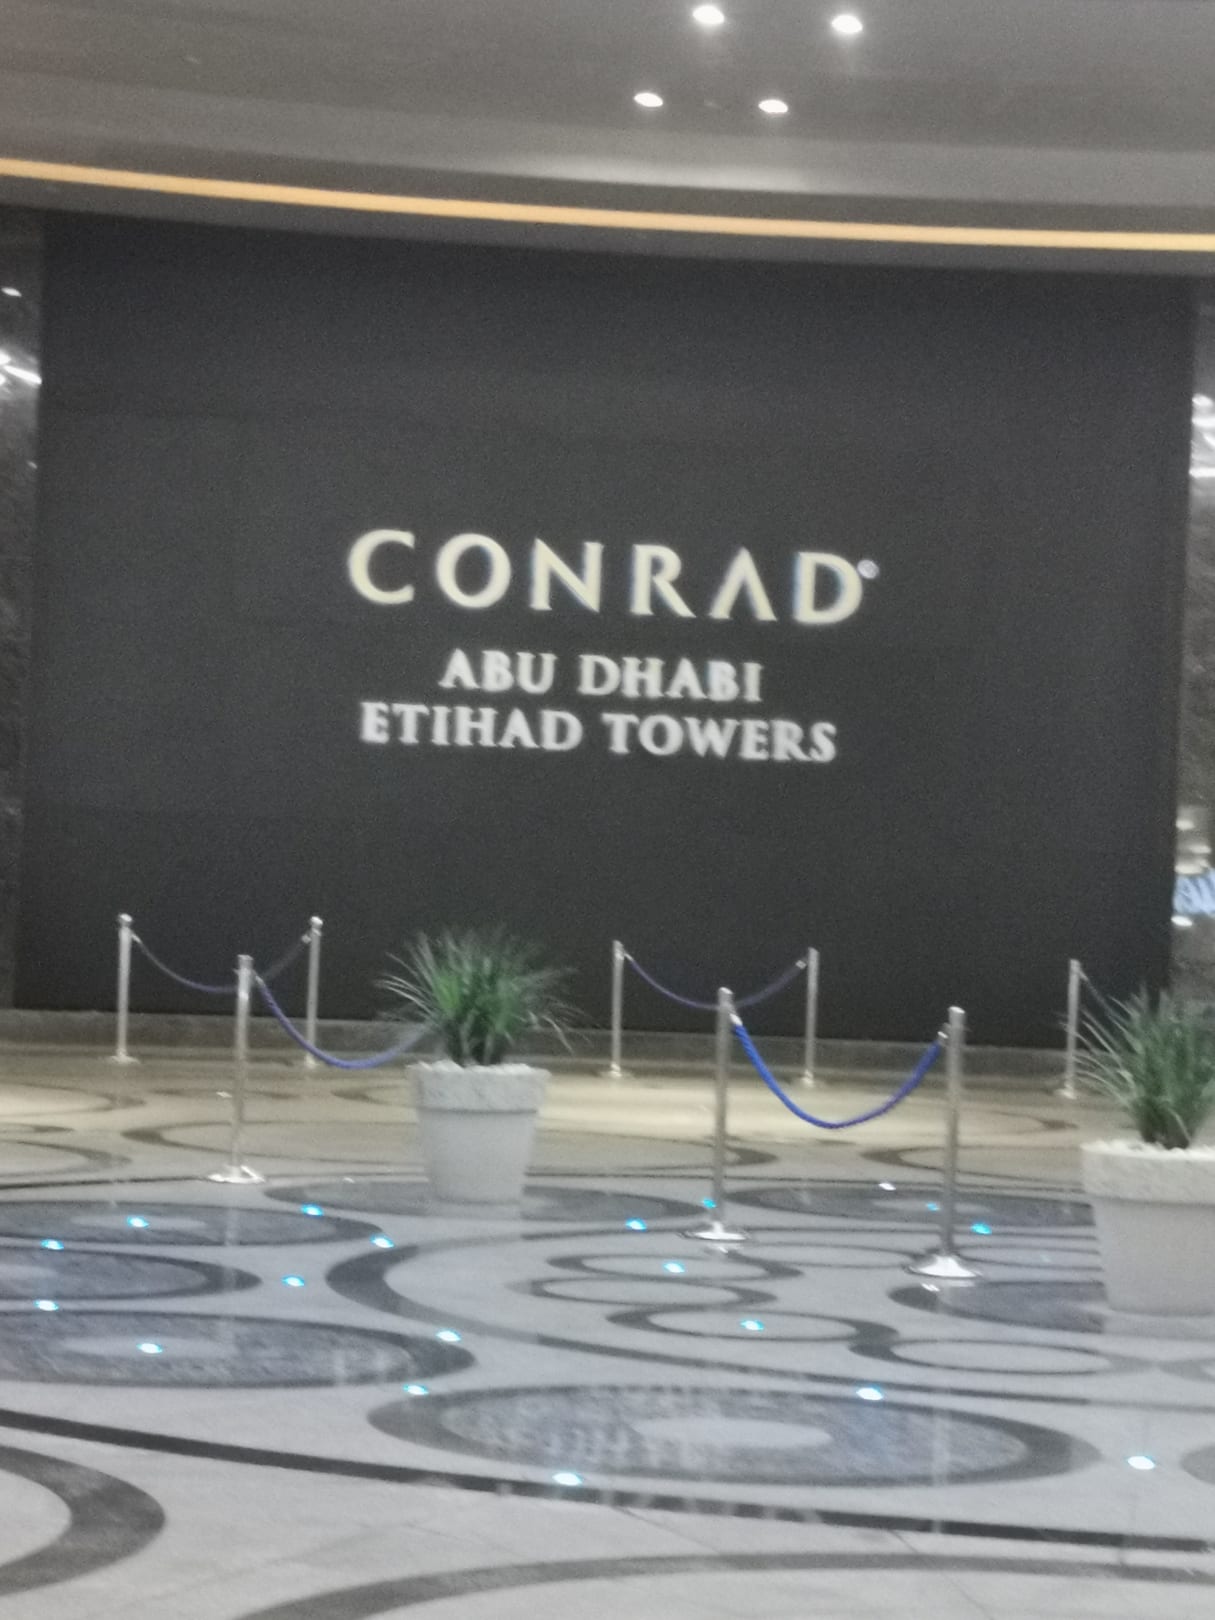 CONRAD
ABU DHABI
ETIHAD TOWERS